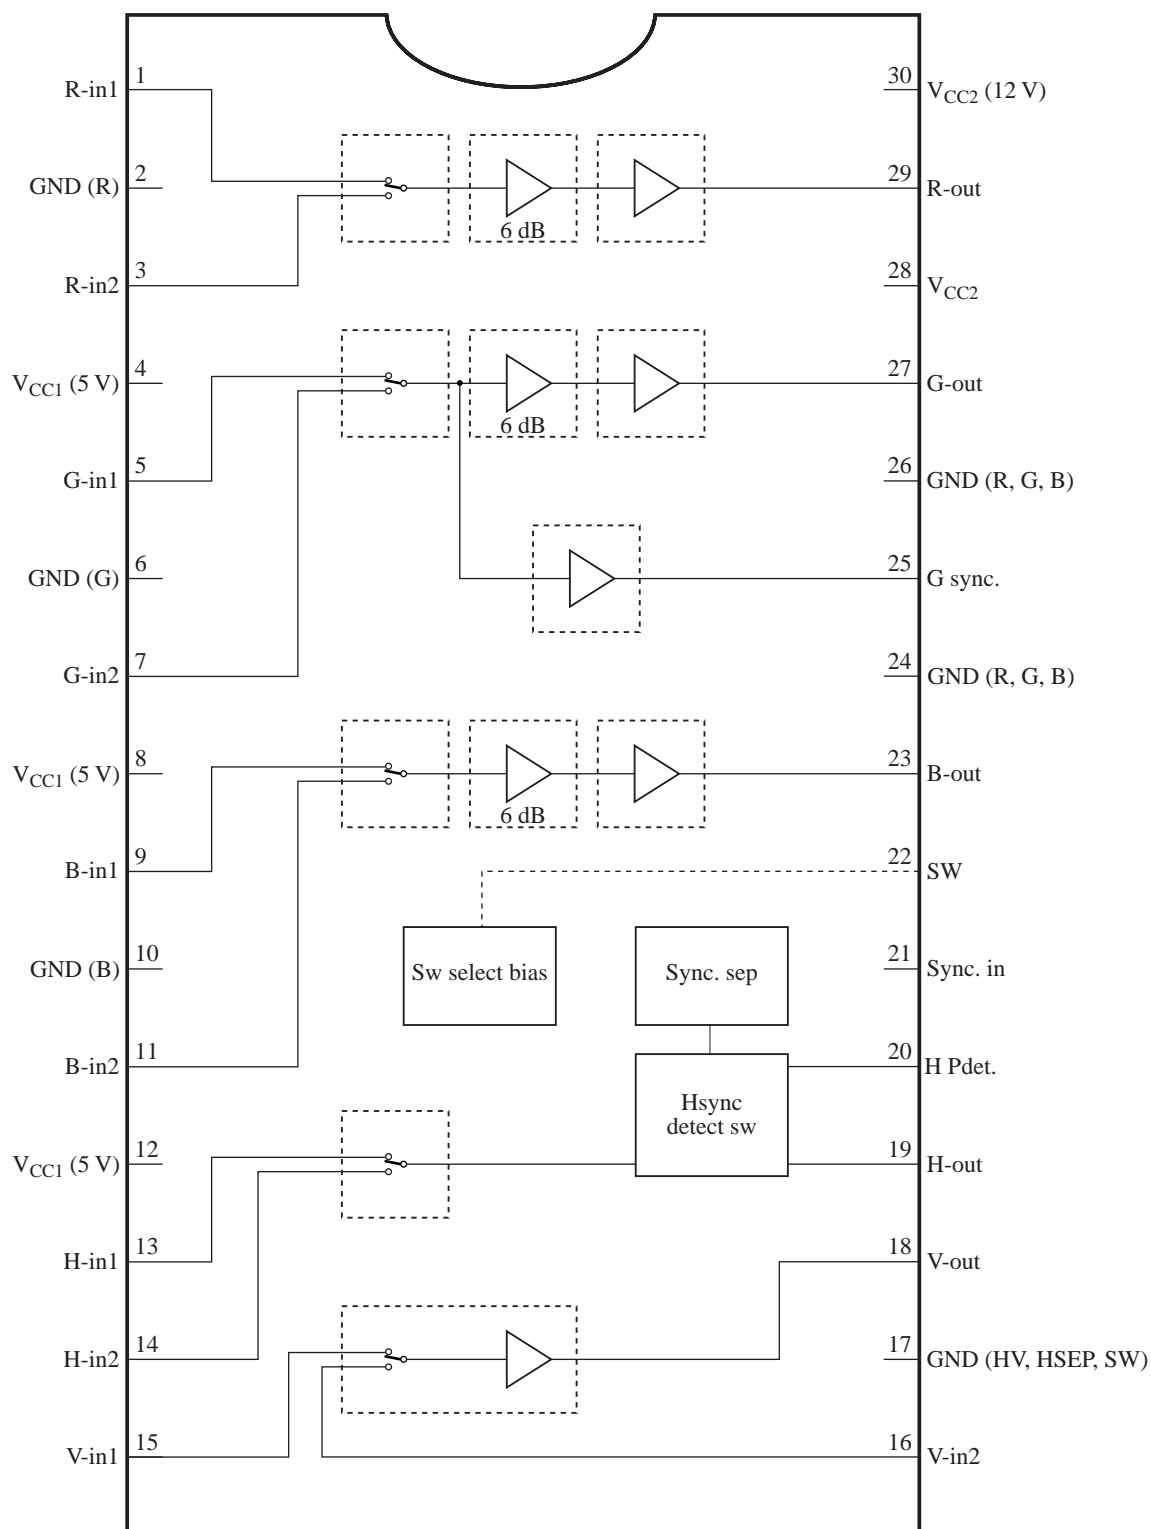 R-in1
1
GND (R)
2
R-in2
3
VCC1 (5 V)
4
G-in1
5
GND (G)
6
G-in2
7
VCC1 (5 V)
8
B-in1
9
GND (B)
10
B-in2
11
VCC1 (5 V)
12
H-in1
13
H-in2
14
V-in1
15
6 dB
6 dB
6 dB
Sw select bias
Sync. sep
Hsync
detect sw
30
VCC2 (12 V)
29
R-out
28
VCC2
27
G-out
26
GND (R, G, B)
25
G sync.
24
GND (R, G, B)
23
B-out
22
SW
21
Sync. in
20
H Pdet.
19
H-out
18
V-out
17
GND (HV, HSEP, SW)
16
V-in2